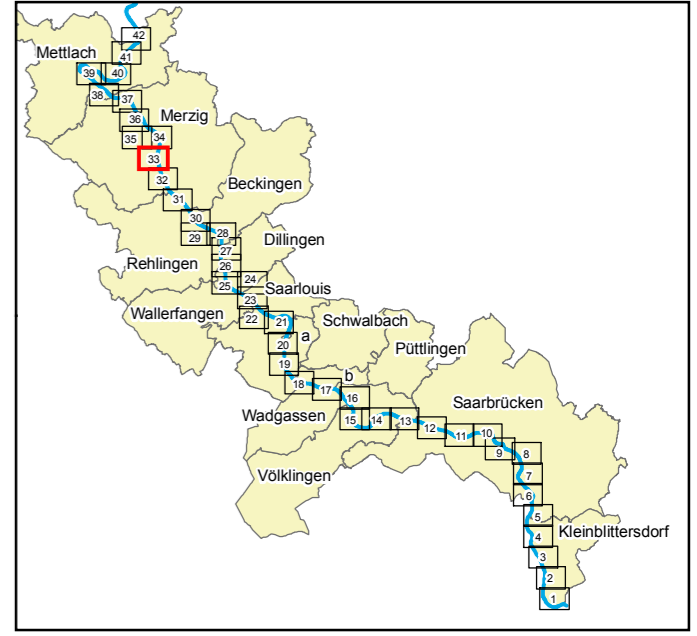 42
Mettlach
41
39
40
38
37
36
Merzig
35
34
33
32
Beckingen
31
30
28
29
Dillingen
27
Rehlingen
26
24
25
Saarlouis
23
Wallerfangen
22
21
Schwalbach
a
20
Püttlingen
19
b
18
17
16
Saarbrücken
Wadgassen
15
14
13
12
11
10
9
8
Völklingen
7
6
5
Kleinblittersdorf
4
3
2
1